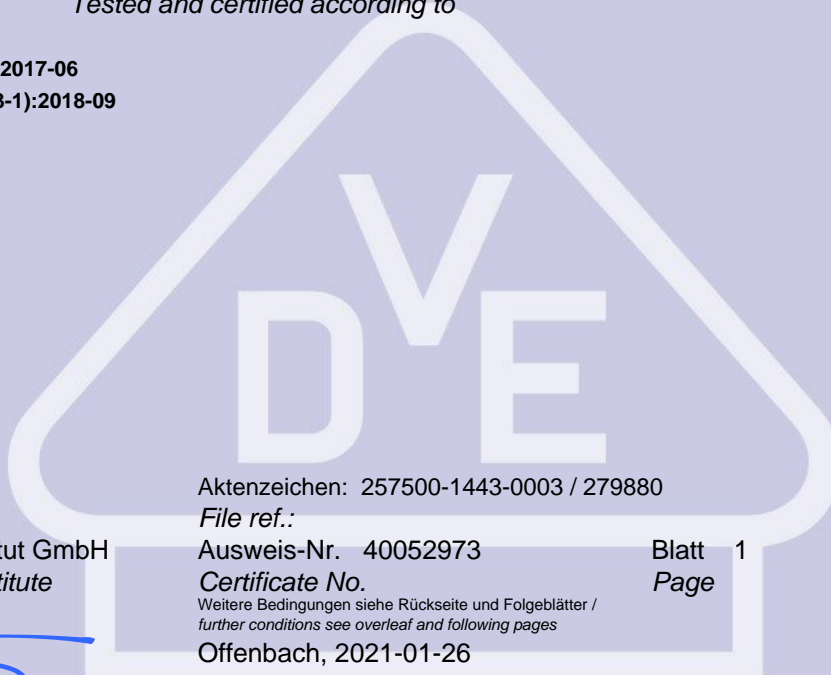 Tested and certified according to
2017-06
-1):2018-09
VDE
Aktenzeichen: 257500-1443-0003 / 279880
File ref.:
tut GmbH Ausweis-Nr. 40052973 Blatt 1
titute Certificate No. Page
Weitere Bedingungen siehe Rückseite und Folgeblätter /
further conditions see overleaf and following pages
Offenbach, 2021-01-26